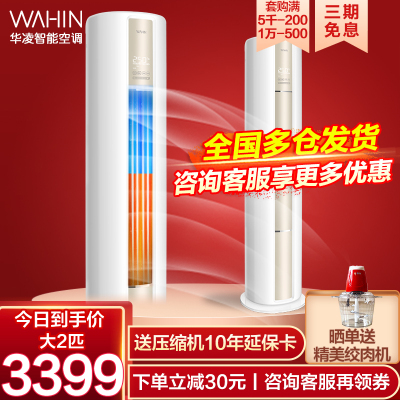 WAHIN
华凌智能空调
套购满
5千-200
1万-500
三期
免息
全国多仓发货
咨询客服享更多优惠
今日到手价
大2匹
3399
送压缩机10年延保卡
下单立减30元|咨询客服再领券
晒单送
精美绞肉机